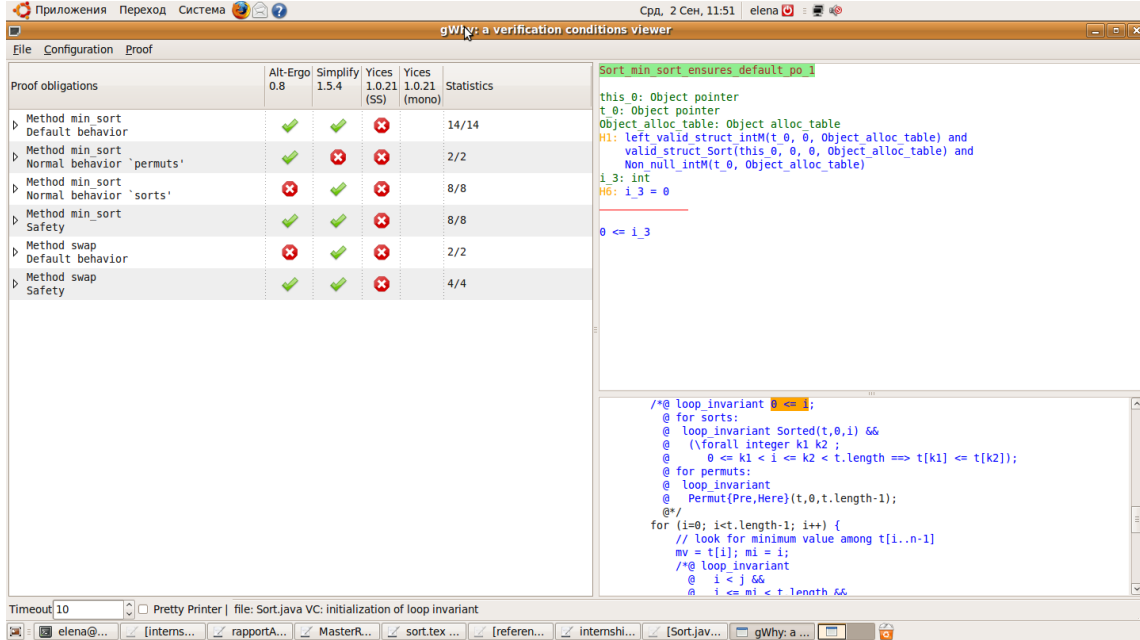 Приложения Переход Система
Срд, 2 Сен, 11:51 elena
gWhy: a verification conditions viewer
File Configuration Proof
Proof obligations
Alt-Ergo 0.8
Simplify 1.5.4
Yices 1.0.21 (SS)
Yices 1.0.21 (mono)
Statistics
Method min_sort
Default behavior
14/14
Method min_sort
Normal behavior `permuts'
2/2
Method min_sort
Normal behavior `sorts'
8/8
Method min_sort
Safety
8/8
Method swap
Default behavior
2/2
Method swap
Safety
4/4
Sort_min_sort_ensures_default_po_1
this_0: Object pointer
t_0: Object pointer
Object_alloc_table: Object alloc_table
H1: left_valid_struct_intM(t_0, 0, Object_alloc_table) and
valid_struct_Sort(this_0, 0, 0, Object_alloc_table) and
Non_null_intM(t_0, Object_alloc_table)
i_3: int
H6: i_3 = 0
0 <= i_3
/*@ loop_invariant 0 <= i;
@ for sorts:
@ loop_invariant Sorted(t,0,i) &&
@ (\forall integer k1 k2 ;
@ 0 <= k1 < i <= k2 < t.length ==> t[k1] <= t[k2]);
@ for permuts:
@ loop_invariant
@ Permut{Pre,Here}(t,0,t.length-1);
@*/
for (i=0; i<t.length-1; i++) {
// look for minimum value among t[i..n-1]
mv = t[i]; mi = i;
/*@ loop_invariant
@ i < j &&
@ i <= mi < t.length &&
Timeout 10 Pretty Printer | file: Sort.java VC: initialization of loop invariant
elena@... [interns... rapportA... MasterR... sort.tex ... [referen... internshi... [Sort.jav... gWhy: a ...